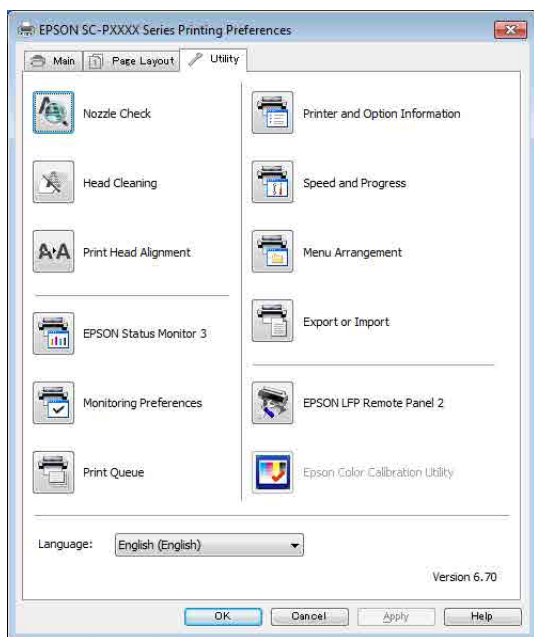 EPSON SC-PXXXX Series Printing Preferences
Main
Page Layout
Utility
Nozzle Check
Printer and Option Information
Head Cleaning
Speed and Progress
Print Head Alignment
Menu Arrangement
Export or Import
EPSON Status Monitor 3
Monitoring Preferences
EPSON LFP Remote Panel 2
Print Queue
Epson Color Calibration Utility
Language: English (English)
Version 6.70
OK
Cancel
Apply
Help